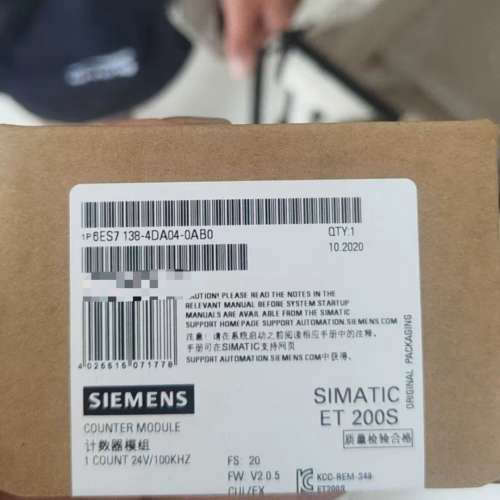 1P 6ES7 138-4DA04-0AB0
QTY:1
10.2020
CAUTION! PLEASE READ THE NOTES IN THE
RELEVANT MANUAL BEFORE SYSTEM STARTUP
MANUALS ARE AVAILABLE FROM THE SIMATIC
SUPPORT HOMEPAGE SUPPORT.AUTOMATION.SIEMENS.COM
注意: 请在系统启动之前阅读相应手册中的注释。
手册可在SIMATIC支持网页
SUPPORT.AUTOMATION.SIEMENS.COM中获得。
ORIGINAL PACKAGING
SIEMENS
SIMATIC
ET 200S
COUNTER MODULE
计数器模组
1 COUNT 24V/100KHZ
质量检验合格
FS: 20
FW: V2.0.5
CUL/EX
KCC-REM-S49
ET200S